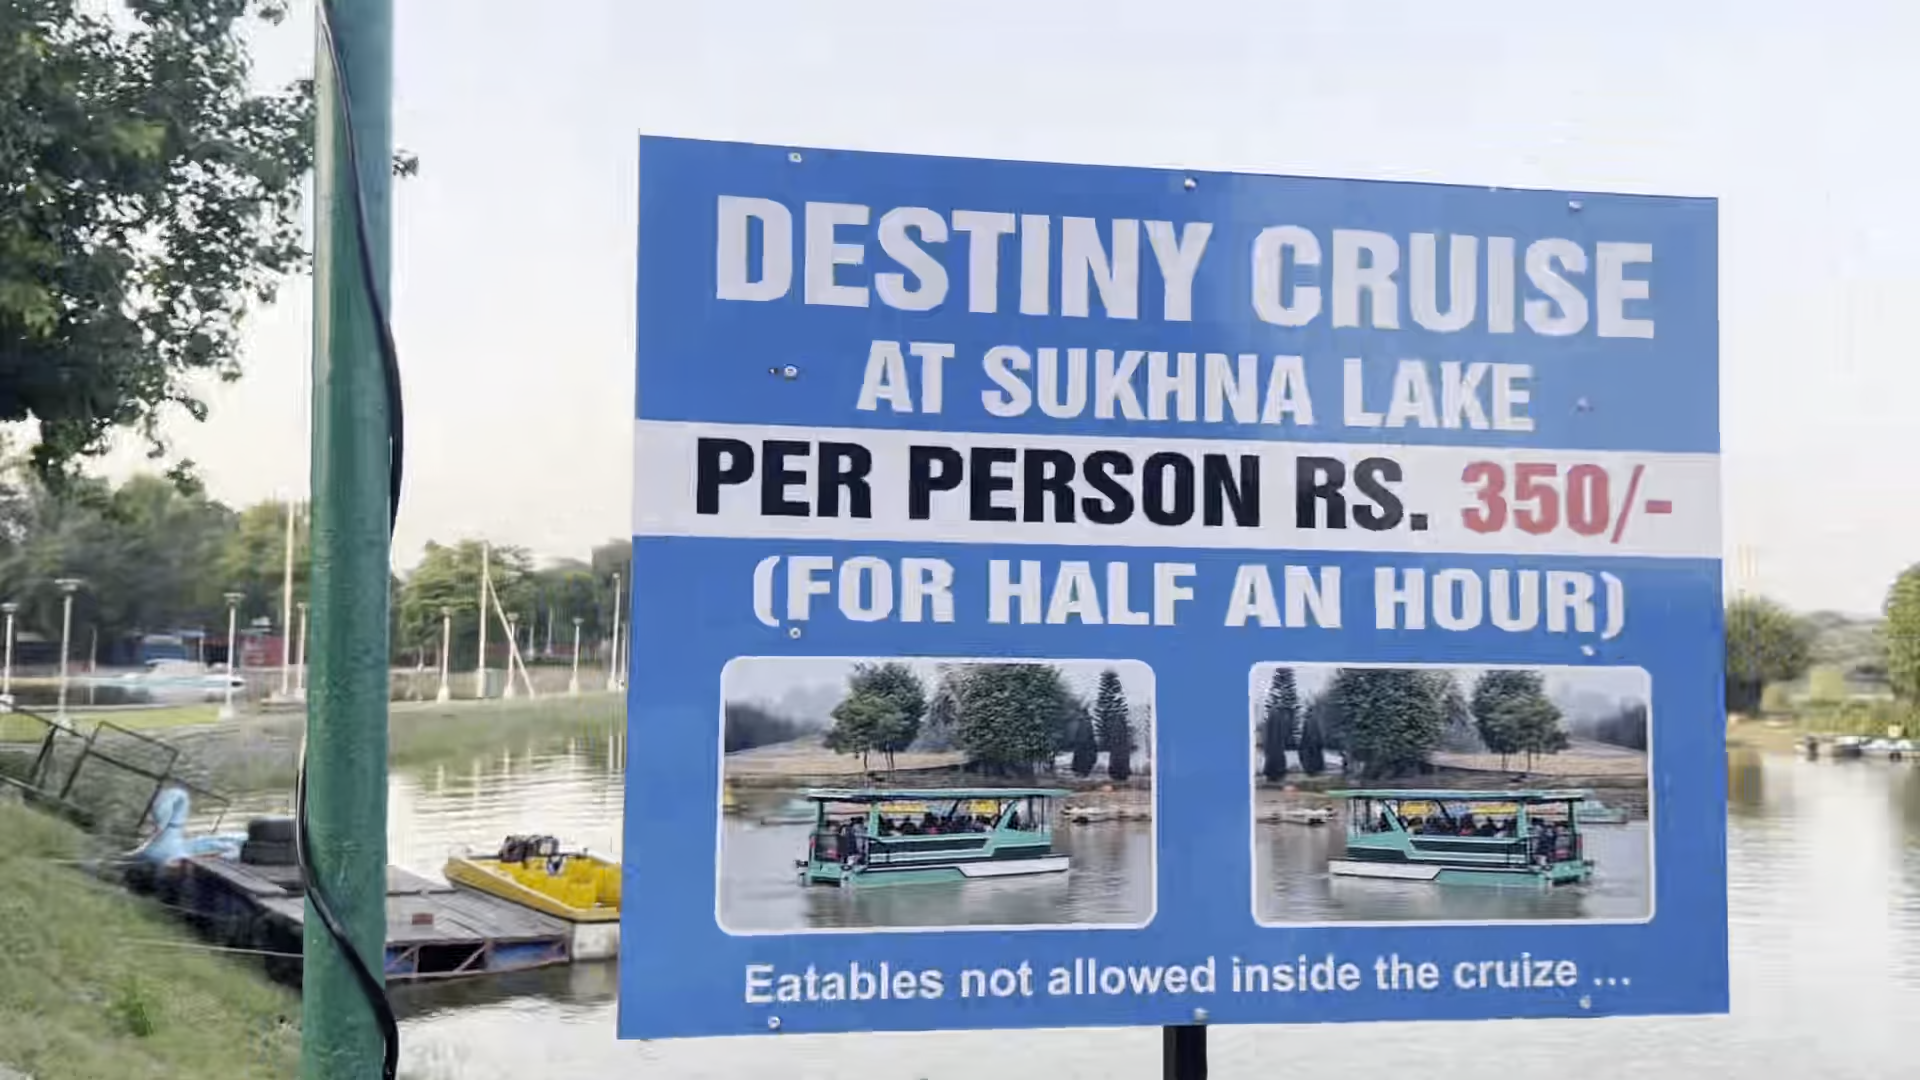 DESTINY CRUISE
AT SUKHNA LAKE
PER PERSON RS. 350/-
(FOR HALF AN HOUR)
Eatables not allowed inside the cruize ...